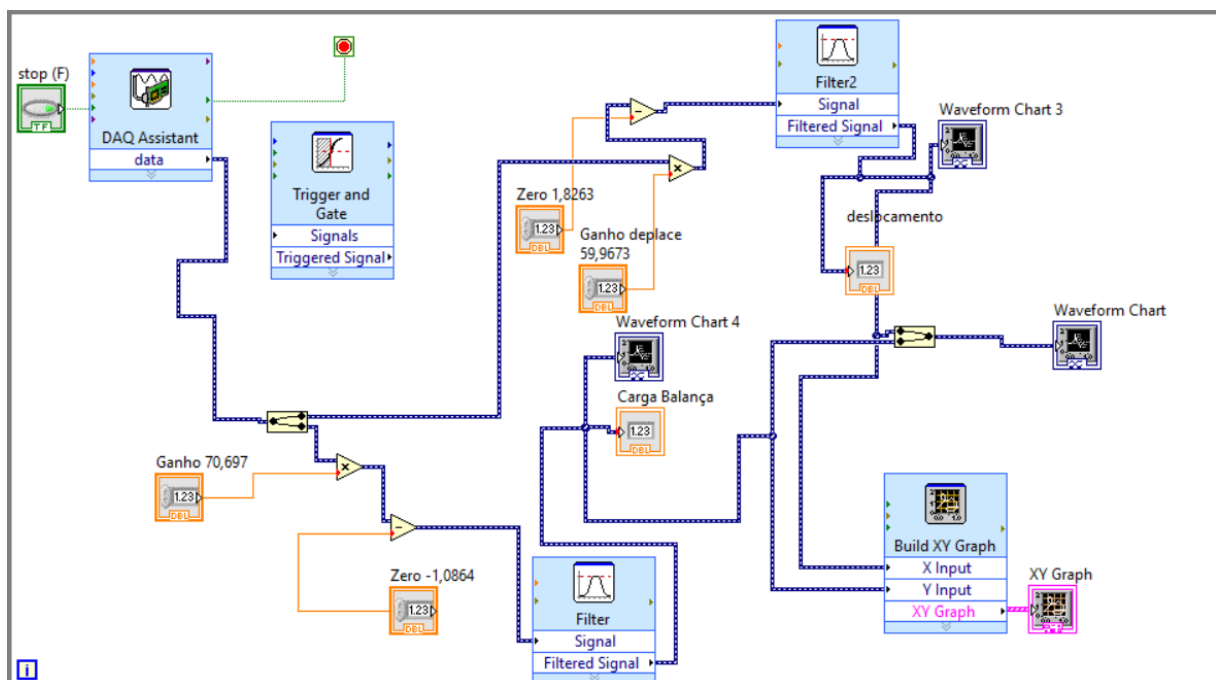 stop (F)
TF
DAQ Assistant
data
Trigger and
Gate
Signals
Triggered Signal
Zero 1,8263
1.23
DBL
Ganho deplace
59,9673
1.23
DBL
Filter2
Signal
Filtered Signal
Waveform Chart 3
deslocamento
1.23
DBL
Waveform Chart 4
Waveform Chart
Carga Balança
1.23
DBL
Ganho 70,697
1.23
DBL
Zero -1,0864
1.23
DBL
Filter
Signal
Filtered Signal
Build XY Graph
X Input
Y Input
XY Graph
XY Graph
i